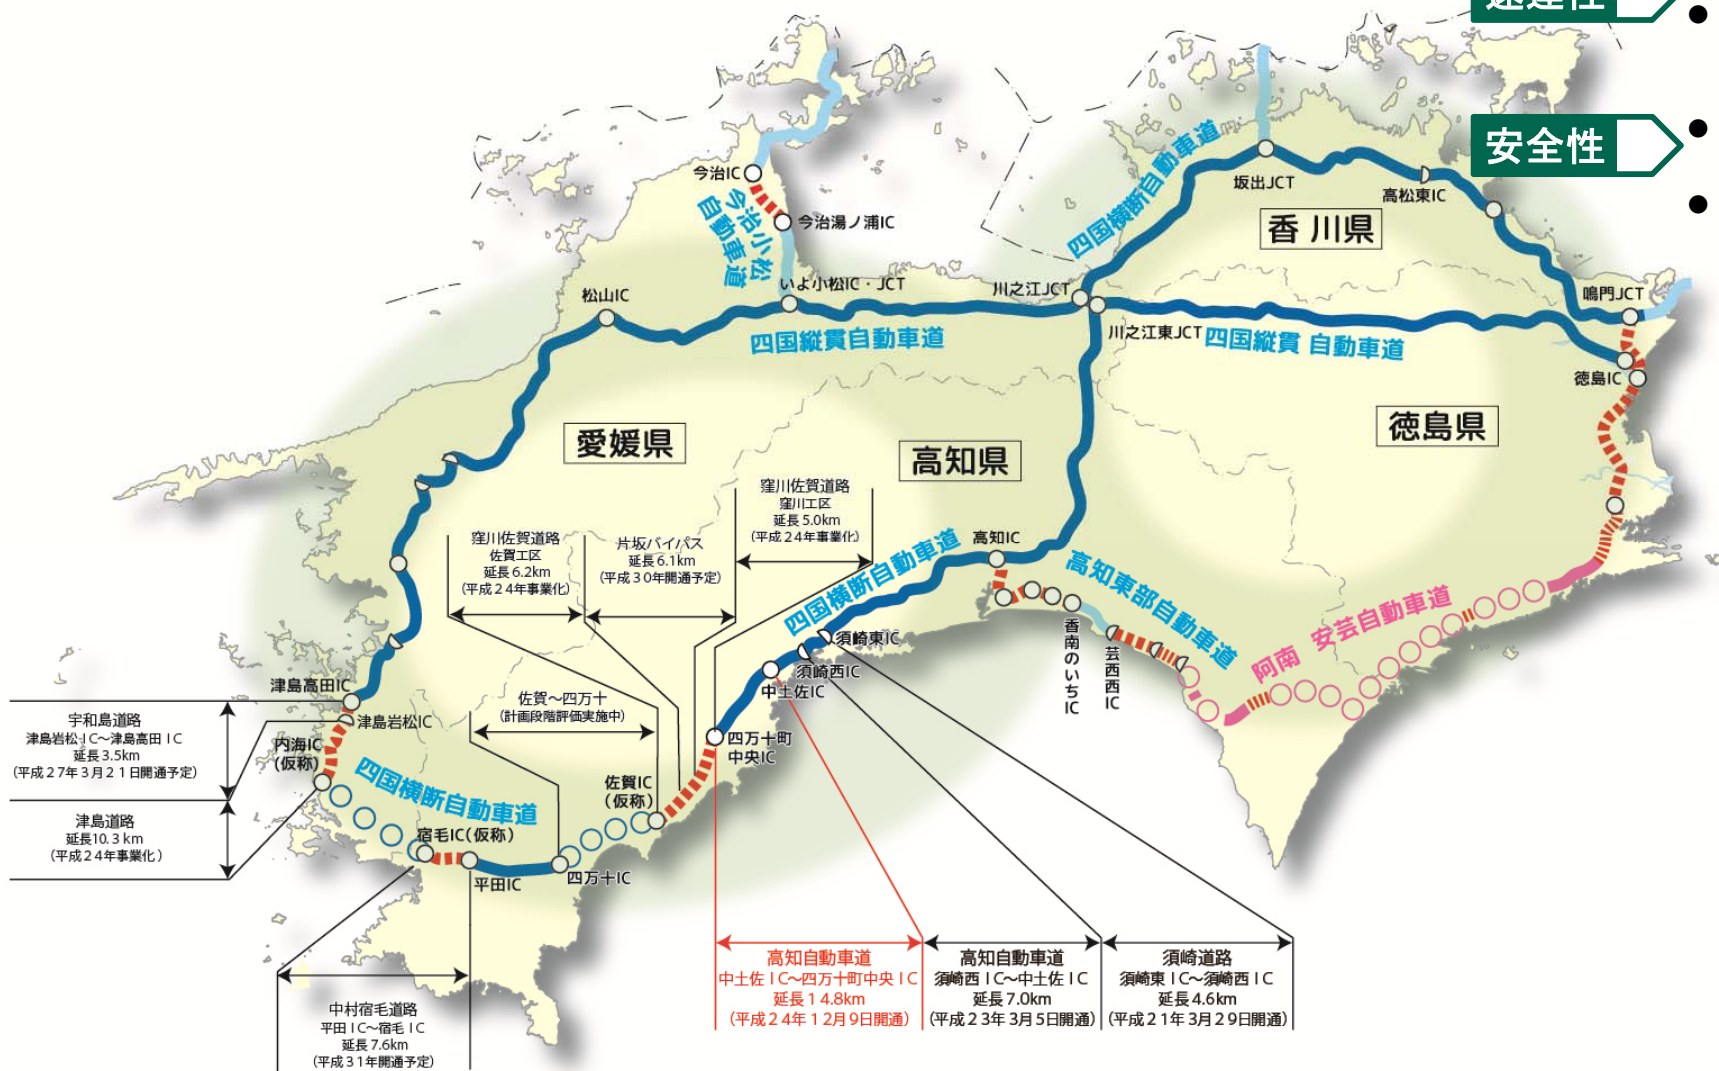 速達性
安全性
今治IC
今治湯ノ浦IC
今治小松
自動車道
いよ小松IC・JCT
松山IC
四国縦貫自動車道
川之江JCT
川之江東JCT
四国縦貫 自動車道
四国横断自動車道
坂出JCT
高松東IC
香川県
鳴門JCT
徳島IC
徳島県
愛媛県
高知県
窪川佐賀道路
窪川工区
延長5.0km
(平成24年事業化)
窪川佐賀道路
佐賀工区
延長6.2km
(平成24年事業化)
片坂バイパス
延長6.1km
(平成30年開通予定)
高知IC
四国横断自動車道
高知東部自動車道
香南のいちIC
芸西西IC
阿南 安芸自動車道
須崎東IC
須崎西IC
中土佐IC
四万十町
中央IC
佐賀～四万十
(計画段階評価実施中)
佐賀IC
(仮称)
津島高田IC
津島岩松IC
内海IC
(仮称)
宇和島道路
津島岩松IC～津島高田IC
延長3.5km
(平成27年3月21日開通予定)
津島道路
延長10.3km
(平成24年事業化)
四国横断自動車道
宿毛IC(仮称)
平田IC
四万十IC
中村宿毛道路
平田IC～宿毛IC
延長7.6km
(平成31年開通予定)
高知自動車道
中土佐IC～四万十町中央IC
延長14.8km
(平成24年12月9日開通)
高知自動車道
須崎西IC～中土佐IC
延長7.0km
(平成23年3月5日開通)
須崎道路
須崎東IC～須崎西IC
延長4.6km
(平成21年3月29日開通)